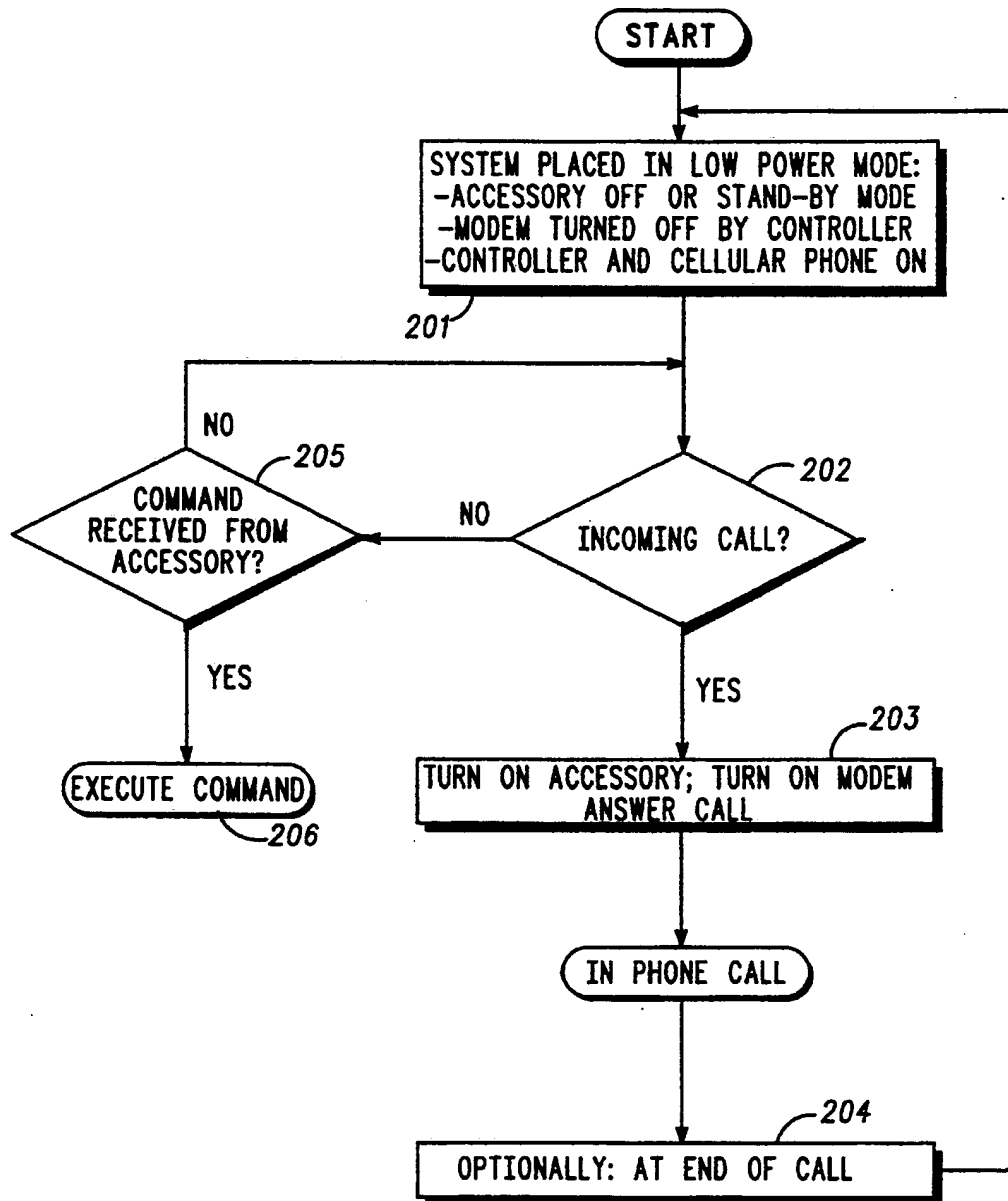 START
SYSTEM PLACED IN LOW POWER MODE:
-ACCESSORY OFF OR STAND-BY MODE
-MODEM TURNED OFF BY CONTROLLER
-CONTROLLER AND CELLULAR PHONE ON
201
NO
205
COMMAND
RECEIVED FROM
ACCESSORY?
NO
202
INCOMING CALL?
YES
YES
203
EXECUTE COMMAND
206
TURN ON ACCESSORY; TURN ON MODEM
ANSWER CALL
IN PHONE CALL
204
OPTIONALLY: AT END OF CALL